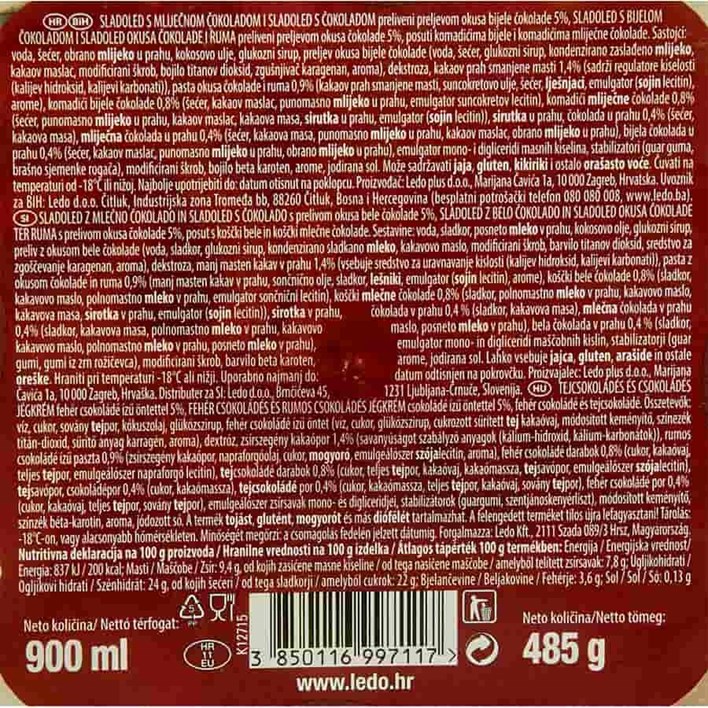 HR BIH SLADOLED S MLIJEČNOM ČOKOLADOM I SLADOLED S ČOKOLADOM preliveni preljevom okusa bijele čokolade 5%, SLADOLED S BIJELOM
ČOKOLADOM I SLADOLED OKUSA ČOKOLADE I RUMA preliveni preljevom okusa čokolade 5%, posuti komadićima bijele i komadićima mliječne čokolade. Sastojci:
voda, šećer, obrano mlijeko u prahu, kokosovo ulje, glukozni sirup, preljev okusa bijele čokolade (voda, šećer, glukozni sirup, kondenzirano zaslađeno mlijeko,
kakaov maslac, modificirani škrob, bojilo titanov dioksid, zgušnjivač karagenan, aroma), dekstroza, kakaov prah smanjene masti 1,4% (sadrži regulatore kiselosti
(kalijev hidroksid, kalijevi karbonati)), pasta okusa čokolade i ruma 0,9% (kakaov prah smanjene masti, suncokretovo ulje, šećer, lješnjaci, emulgator (sojin lecitin),
arome), komadići bijele čokolade 0,8% (šećer, kakaov maslac, punomasno mlijeko u prahu, emulgator suncokretov lecitin), komadići mliječne čokolade 0,8%
(šećer, punomasno mlijeko u prahu, kakaov maslac, kakaova masa, sirutka u prahu, emulgator (sojin lecitin)), sirutka u prahu, čokolada u prahu 0,4% (šećer,
kakaova masa), mliječna čokolada u prahu 0,4% (šećer, kakaova masa, punomasno mlijeko u prahu, kakaov maslac, obrano mlijeko u prahu), bijela čokolada u
prahu 0,4% (šećer, kakaov maslac, punomasno mlijeko u prahu, obrano mlijeko u prahu), emulgator mono- i digliceridi masnih kiselina, stabilizatori (guar guma,
brašno sjemenke rogača), modificirani škrob, bojilo beta karoten, arome, jodirana sol. Može sadržavati jaja, gluten, kikiriki i ostalo orašasto voće. Čuvati na
temperaturi od -18°C ili nižoj. Najbolje upotrijebiti do: datum otisnut na poklopcu. Proizvođač: Ledo plus d.o.o., Marijana Čavića 1a, 10 000 Zagreb, Hrvatska. Uvoznik
za BIH: Ledo d.o.o. Čitluk, Industrijska zona Tromeđa bb, 88260 Čitluk, Bosna i Hercegovina (besplatni potrošački telefon 080 080 008, www.ledo.ba).
SI SLADOLED Z MLEČNO ČOKOLADO IN SLADOLED S ČOKOLADO s prelivom okusa bele čokolade 5%, SLADOLED Z BELO ČOKOLADO IN SLADOLED OKUSA ČOKOLADE
TER RUMA s prelivom okusa čokolade 5%, posut s koščki bele in koščki mlečne čokolade. Sestavine: voda, sladkor, posneto mleko v prahu, kokosovo olje, glukozni sirup,
preliv z okusom bele čokolade (voda, sladkor, glukozni sirup, kondenzirano sladkano mleko, kakavovo maslo, modificirani škrob, barvilo titanov dioksid, sredstvo za
zgoščevanje karagenan, aroma), dekstroza, manj masten kakav v prahu 1,4% (vsebuje sredstvo za uravnavanje kislosti (kalijev hidroksid, kalijevi karbonati)), pasta z
okusom čokolade in ruma 0,9% (manj masten kakav v prahu, sončnično olje, sladkor, lešniki, emulgator (sojin lecitin), arome), koščki bele čokolade 0,8% (sladkor,
kakavovo maslo, polnomastno mleko v prahu, emulgator sončnični lecitin), koščki mlečne čokolade 0,8% (sladkor, polnomastno mleko v prahu, kakavovo maslo,
kakavova masa, sirotka v prahu, emulgator (sojin lecitin)), sirotka v prahu, čokolada v prahu 0,4 % (sladkor, kakavova masa), mlečna čokolada v prahu
0,4% (sladkor, kakavova masa, polnomastno mleko v prahu, kakavovo maslo, posneto mleko v prahu), bela čokolada v prahu 0,4 % (sladkor,
kakavovo maslo, polnomastno mleko v prahu, posneto mleko v prahu), emulgator mono- in digliceridi maščobnih kislin, stabilizatorji (guar
gumi, gumi iz zrn rožičevca), modificirani škrob, barvilo beta karoten, arome, jodirana sol. Lahko vsebuje jajca, gluten, arašide in ostale
oreške. Hraniti pri temperaturi -18°C ali nižji. Uporabno najmanj do: datum odtisnjen na pokrovčku. Proizvajalec: Ledo plus d.o.o., Marijana
Čavića 1a, 10 000 Zagreb, Hrvaška. Distributer za SI: Ledo d.o.o., Brnčičeva 45, 1231 Ljubljana-Črnuče, Slovenija. HU TEJCSOKOLÁDÉS ÉS CSOKOLÁDÉS
JÉGKRÉM fehér csokoládé ízű öntettel 5%, FEHÉR CSOKOLÁDÉS ÉS RUMOS CSOKOLÁDÉS JÉGKRÉM csokoládé ízű öntettel 5%, fehér csokoládé és tejcsokoládé. Összetevők:
víz, cukor, sovány tejpor, kókuszolaj, glükózszirup, fehér csokoládé ízű öntet (víz, cukor, glükózszirup, cukrozott sűrített tej kakaóvaj, módosított keményítő, színezék
titán-dioxid, sűrítő anyag karragén, aroma), dextróz, zsírszegény kakaópor 1,4% (savanyúságot szabályzó anyagok (kálium-hidroxid, kálium-karbonátok)), rumos
csokoládé ízű paszta 0,9% (zsírszegény kakaópor, napraforgóolaj, cukor, mogyoró, emulgeálószer szójalecitin, aroma), fehér csokoládé darabok 0,8% (cukor, kakaóvaj,
teljes tejpor, emulgeálószer napraforgó lecitin), tejcsokoládé darabok 0,8% (cukor, teljes tejpor, kakaóvaj, kakaómassza, tejsavópor, emulgeálószer szójalecitin),
tejsavópor, csokoládépor 0,4% (cukor, kakaómassza), tejcsokoládé por 0,4% (cukor, kakaómassza, teljes tejpor, kakaóvaj, sovány tejpor), fehér csokoládé por 0,4%
(cukor, kakaóvaj, teljes tejpor, sovány tejpor), emulgeálószer zsírsavak mono- és digliceridjei, stabilizátorok (guargumi, szentjánoskenyérliszt), módosított keményítő,
színzék béta-karotin, aroma, jódozott só. A termék tojást, glutént, mogyorót és más diófélét tartalmazhat. A felengedett terméket tilos újra lefagyasztani! Tárolás:
-18°C-on, vagy alacsonyabb hőmérsékleten. Minőségét megőrzi: a csomagolás fedelén jelzett dátumig. Forgalmazza: Ledo Kft., 2111 Szada 089/3 Hrsz, Magyarország.
Nutritivna deklaracija na 100 g proizvoda / Hranilne vrednosti na 100 g izdelka / Átlagos tápérték 100 g termékben: Energija / Energijska vrednost/
Energia: 837 kJ / 200 kcal; Masti / Maščobe / Zsír: 9,4 g, od kojih zasićene masne kiseline / od tega nasičene maščobe / amelyből telített zsírsavak: 7,8 g; Ugljikohidrati /
Ogljikovi hidrati / Szénhidrát: 24 g, od kojih šećeri / od tega sladkorji / amelyből cukrok: 22 g; Bjelančevine / Beljakovine / Fehérje: 3,6 g; Sol / Sol / Só: 0,13 g
Neto količina/ Nettó térfogat:
900 ml
5
PP
HR
11
EU
K12715
3 850116 997117 >
www.ledo.hr
Neto količina/Netto tömeg:
485 g